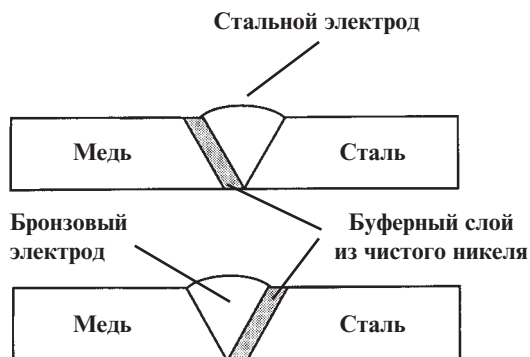 Стальной электрод
Медь
Сталь
Бронзовый
электрод
Буферный слой
из чистого никеля
Медь
Сталь